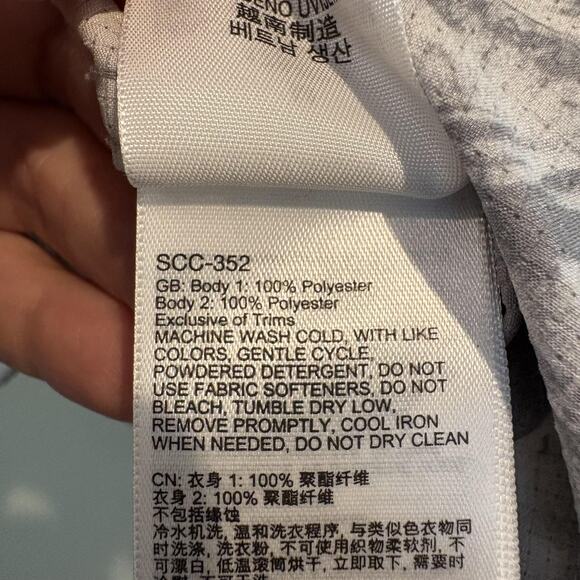 越南制造
베트남 생산
SCC-352
GB: Body 1: 100% Polyester
Body 2: 100% Polyester
Exclusive of Trims
MACHINE WASH COLD, WITH LIKE
COLORS, GENTLE CYCLE,
POWDERED DETERGENT, DO NOT
USE FABRIC SOFTENERS, DO NOT
BLEACH, TUMBLE DRY LOW,
REMOVE PROMPTLY, COOL IRON
WHEN NEEDED, DO NOT DRY CLEAN
CN: 衣身 1: 100% 聚酯纤维
衣身 2: 100% 聚酯纤维
不包括缘蚀
冷水机洗, 温和洗衣程序, 与类似色衣物同
时洗涤, 洗衣粉, 不可使用织物柔软剂, 不
可漂白, 低温滚筒烘干, 立即取下, 需要时